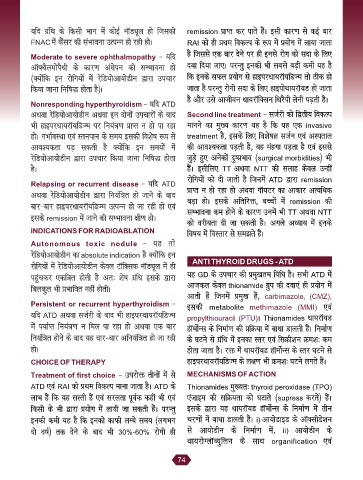 यदि ग्रंथि के किसी भाग में कोई नॉड्यूल हो जिसकी
FNAC में कैंसर की संभावना उत्पन्न हो रही हो।
Moderate to severe ophthalmopathy – यदि
ऑफ्थैल्मोपैथी के कारण अंधेपन की सम्भावना हो
(क्योंकि इन रोगियों में रेडियोआयोडीन द्वारा उपचार
किया जाना निषिद्ध होता है)।
Nonresponding hyperthyroidism – यदि ATD
अथवा रेडियोआयोडीन अथवा इन दोनों उपचारों के बाद
भी हाइपरथायरॉयडिज्म पर नियंत्रण प्राप्त न हो पा रहा
हो। गर्भावस्था एवं स्तनपान के समय इसकी विशेष रूप से
आवश्यकता पड़ सकती है क्योंकि इन समयों में
रेडियोआयोडीन द्वारा उपचार किया जाना निषिद्ध होता
है।
Relapsing or recurrent disease – यदि ATD
अथवा रेडियोआयोडीन द्वारा नियंत्रित हो जाने के बाद
बार-बार हाइपरथायरॉयडिज्म उत्पन्न हो जा रही हो एवं
इसके remission में जाने की सम्भावना क्षीण हो।
INDICATIONS FOR RADIOABLATION
Autonomous toxic nodule – यह तो
रेडियोआयोडीन का absolute indication है क्योंकि इन
रोगियों में रेडियोआयोडीन केवल टॉक्सिक नॉड्यूल में ही
पहुंचकर एकत्रित होती है अतः शेष ग्रंथि इसके द्वारा
बिलकुल भी प्रभावित नहीं होती।
Persistent or recurrent hyperthyroidism –
यदि ATD अथवा सर्जरी के बाद भी हाइपरथायरॉयडिज्म
में पर्याप्त नियंत्रण न मिल पा रहा हो अथवा एक बार
नियंत्रित होने के बाद वह बार-बार अनियंत्रित हो जा रही
हो।
CHOICE OF THERAPY
Treatment of first choice – उपरोक्त तीनों में से
ATD एवं RAI को प्रथम विकल्प माना जाता है। ATD के
लाभ हैं कि वह सस्ती हैं एवं सरलता पूर्वक कहीं भी एवं
किसी के भी द्वारा प्रयोग में लायी जा सकती हैं। परन्तु
इनकी कमी यह है कि इनको काफी लम्बे समय (लगभग
दो वर्ष) तक देने के बाद भी 30%-60% रोगी ही
remission प्राप्त कर पाते हैं। इसी कारण से कई बार
RAI को ही प्रथम विकल्प के रूप में प्रयोग में लाया जाता
है जिससे एक बार देने पर ही इनसे रोग को सदा के लिए
दबा दिया जाए। परन्तु इनकी भी सबसे बड़ी कमी यह है
कि इनके सफल प्रयोग से हाइपरथायरॉयडिज्म तो ठीक हो
जाता है परन्तु रोगी सदा के लिए हाइपोथायरॉयड हो जाता
है और उसे आजीवन थायरॉक्सिन थिरैपी लेनी पड़ती है।
Second line treatment – सर्जरी को द्वितीय विकल्प
मानने का मुख्य कारण यह है कि यह एक invasive
treatment है, इसके लिए विशेषज्ञ सर्जन एवं अस्पताल
की आवश्यकता पड़ती है, वह मंहगा पड़ता है एवं इससे
जुड़े हुए अनेकों दुष्प्रभाव (surgical morbidities) भी
हैं। इसीलिए TT अथवा NTT की सलाह केवल उन्हीं
रोगियों को दी जाती है जिनमें ATD द्वारा remission
प्राप्त न हो रहा हो अथवा गॉयटर का आकार अत्यधिक
बड़ा हो। इसके अतिरिक्त, बच्चों में remission की
सम्भावना कम होने के कारण उनमें भी TT अथवा NTT
को वरीयता दी जा सकती है। अगले अध्याय में इनके
विषय में विस्तार से समझते हैं।
ANTI THYROID DRUGS - ATD
यह GD के उपचार की प्रमुखतम विधि है। सभी ATD में
आजकल केवल thionamide ग्रुप की दवाएं ही प्रयोग में
आती हैं जिनमें प्रमुख हैं, carbimazole, (CMZ),
इसकी metabolite methimazole (MMI) एवं
propylthiouracil (PTU)। Thionamides थायरॉयड
हॉर्मोन्स के निर्माण की प्रक्रिया में बाधा डालती हैं। निर्माण
के घटने से ग्रंथि में इनका स्तर एवं सिक्रीशन क्रमशः कम
होता जाता है। रक्त में थायरॉयड हॉर्मोन्स के स्तर घटने से
हाइपरथायरॉयडिज्म के लक्षण भी क्रमशः घटने लगते हैं।
MECHANISMS OF ACTION
Thionamides मुख्यतः thyroid peroxidase (TPO)
एंजाइम की सक्रियता को घटाते (supress करते) हैं।
इसके द्वारा यह थायरॉयड हॉर्मोन्स के निर्माण में तीन
चरणों में बाधा डालती हैं। i) आयोडाइड के ऑक्सीडेशन
से आयोडीन के निर्माण में, ii) आयोडीन के
थायरोग्लोब्युलिन के साथ organification एवं
74